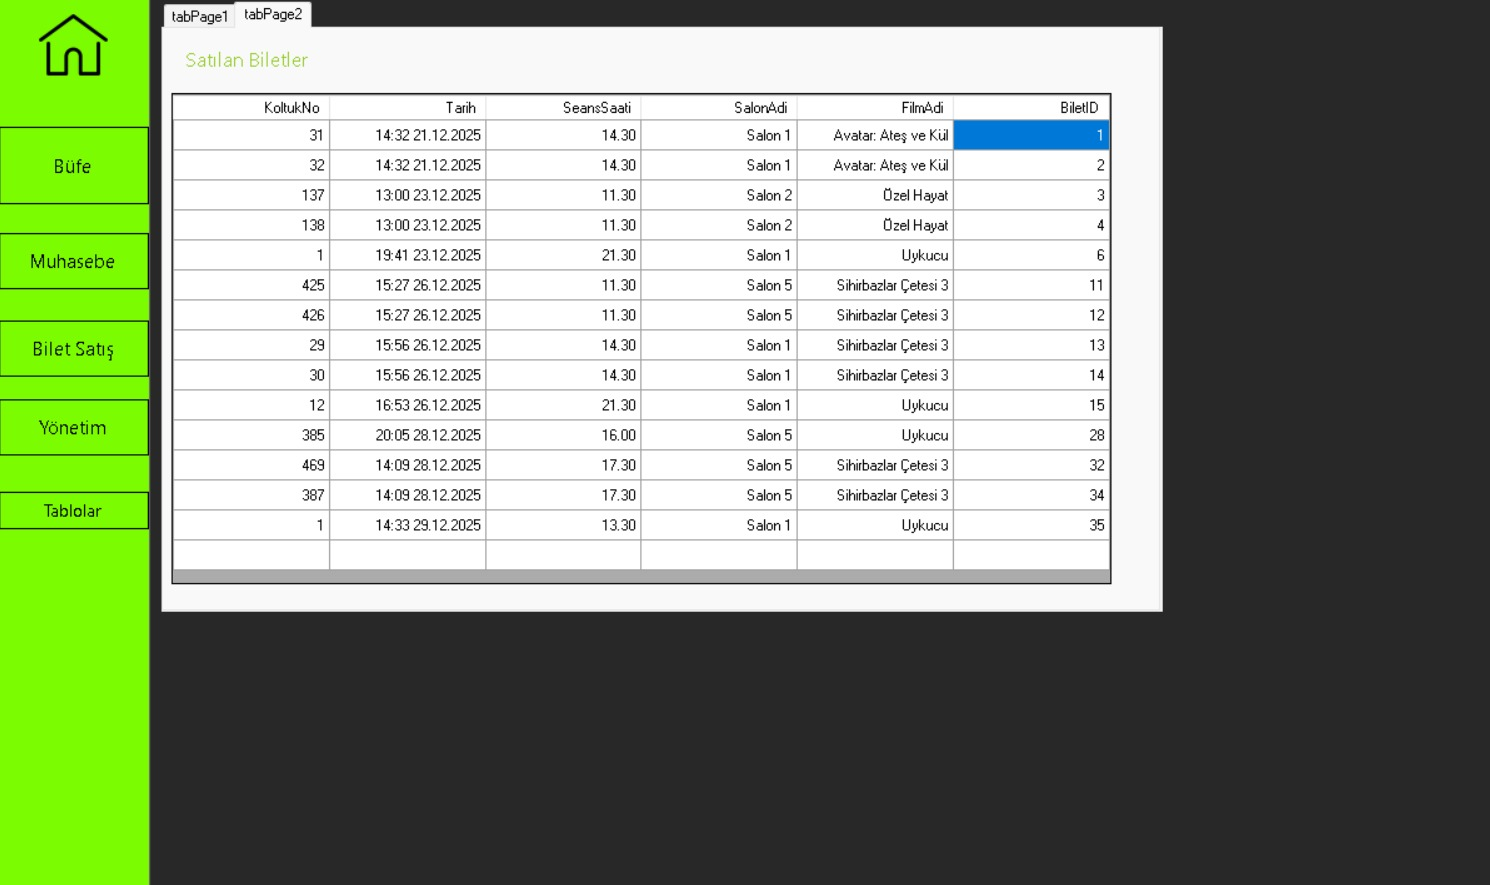 tabPage1 tabPage2
Satılan Biletler
KoltukNo Tarih SeansSaati SalonAdi FilmAdi BiletID
31 14:32 21.12.2025 14.30 Salon 1 Avatar: Ateş ve Kül 1
32 14:32 21.12.2025 14.30 Salon 1 Avatar: Ateş ve Kül 2
137 13:00 23.12.2025 11.30 Salon 2 Özel Hayat 3
138 13:00 23.12.2025 11.30 Salon 2 Özel Hayat 4
1 19:41 23.12.2025 21.30 Salon 1 Uykucu 6
425 15:27 26.12.2025 11.30 Salon 5 Sihirbazlar Çetesi 3 11
426 15:27 26.12.2025 11.30 Salon 5 Sihirbazlar Çetesi 3 12
29 15:56 26.12.2025 14.30 Salon 1 Sihirbazlar Çetesi 3 13
30 15:56 26.12.2025 14.30 Salon 1 Sihirbazlar Çetesi 3 14
12 16:53 26.12.2025 21.30 Salon 1 Uykucu 15
385 20:05 28.12.2025 16.00 Salon 5 Uykucu 28
469 14:09 28.12.2025 17.30 Salon 5 Sihirbazlar Çetesi 3 32
387 14:09 28.12.2025 17.30 Salon 5 Sihirbazlar Çetesi 3 34
1 14:33 29.12.2025 13.30 Salon 1 Uykucu 35
Büfe
Muhasebe
Bilet Satış
Yönetim
Tablolar